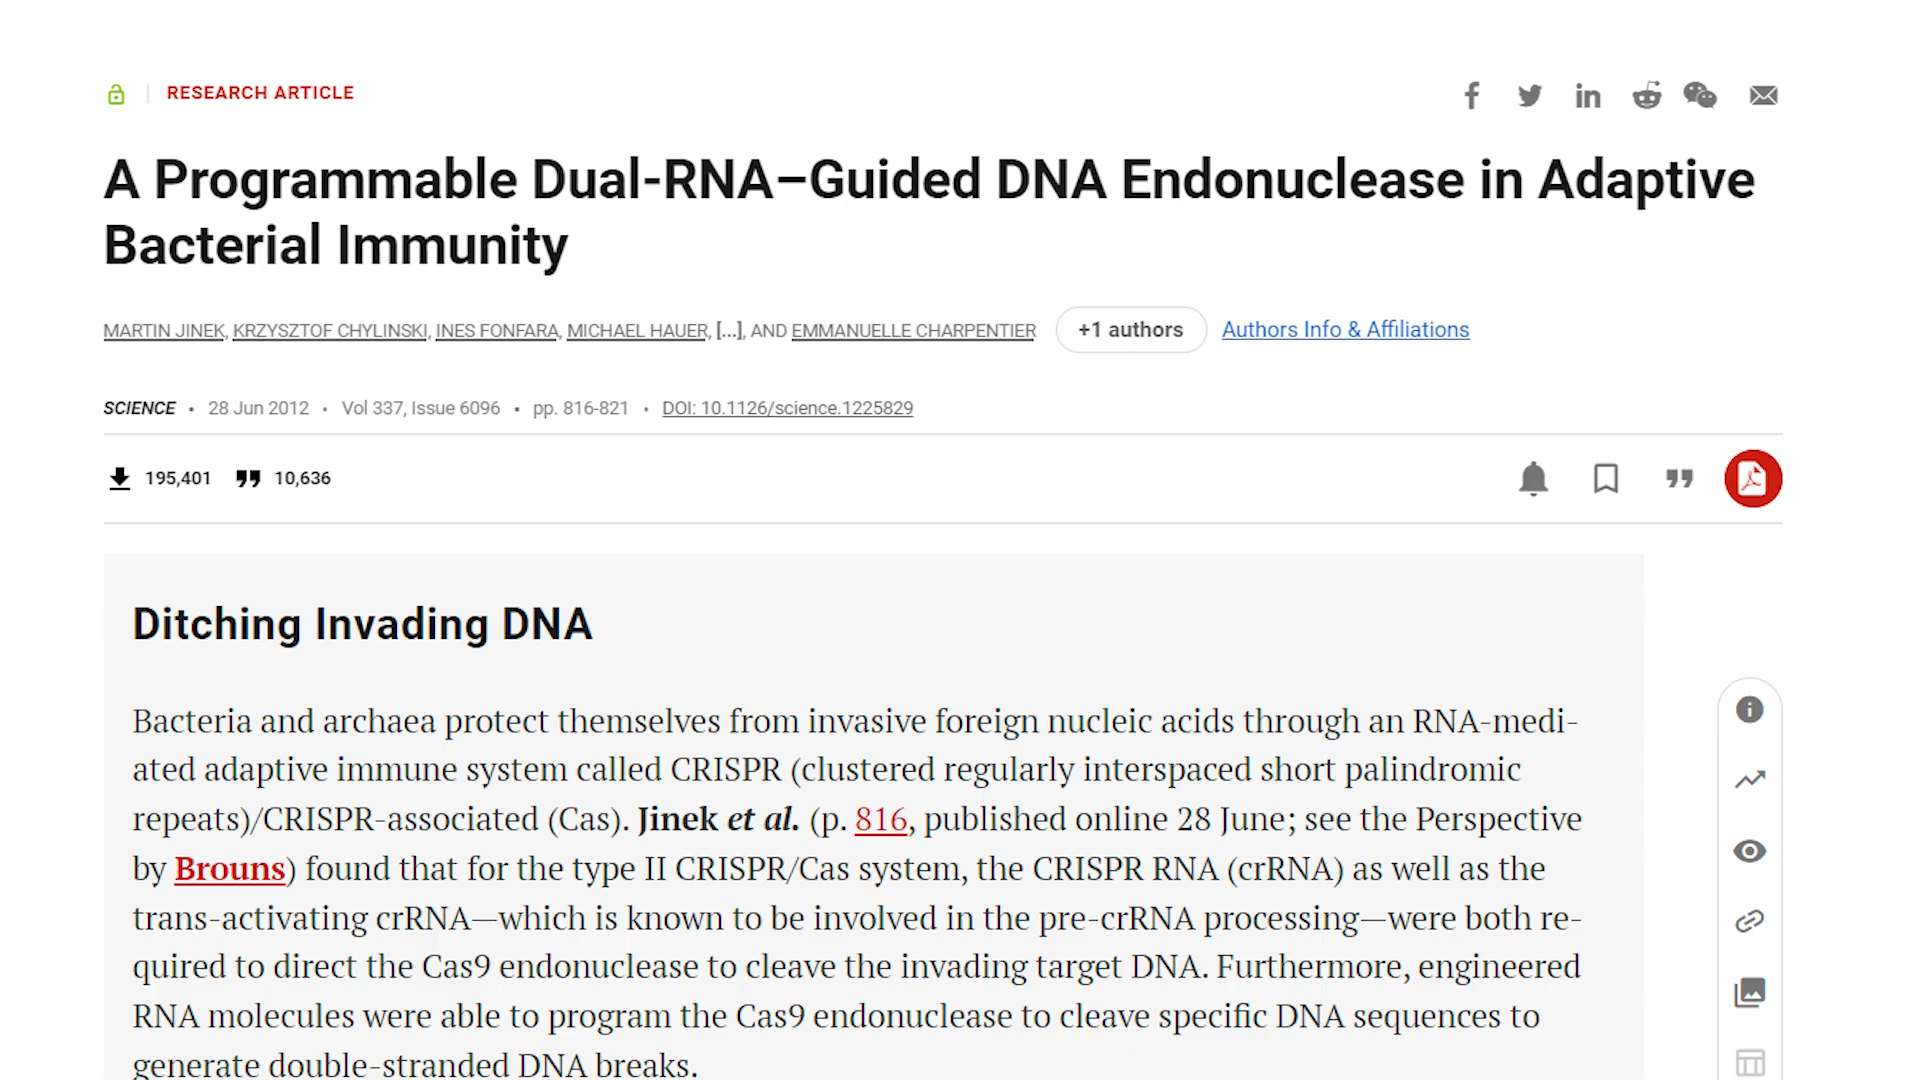 RESEARCH ARTICLE
A Programmable Dual-RNA–Guided DNA Endonuclease in Adaptive
Bacterial Immunity
MARTIN JINEK, KRZYSZTOF CHYLINSKI, INES FONFARA, MICHAEL HAUER, [...], AND EMMANUELLE CHARPENTIER +1 authors Authors Info & Affiliations
SCIENCE • 28 Jun 2012 • Vol 337, Issue 6096 • pp. 816-821 • DOI: 10.1126/science.1225829
195,401 10,636
Ditching Invading DNA
Bacteria and archaea protect themselves from invasive foreign nucleic acids through an RNA-medi-
ated adaptive immune system called CRISPR (clustered regularly interspaced short palindromic
repeats)/CRISPR-associated (Cas). Jinek et al. (p. 816, published online 28 June; see the Perspective
by Brouns) found that for the type II CRISPR/Cas system, the CRISPR RNA (crRNA) as well as the
trans-activating crRNA—which is known to be involved in the pre-crRNA processing—were both re-
quired to direct the Cas9 endonuclease to cleave the invading target DNA. Furthermore, engineered
RNA molecules were able to program the Cas9 endonuclease to cleave specific DNA sequences to
generate double-stranded DNA breaks.